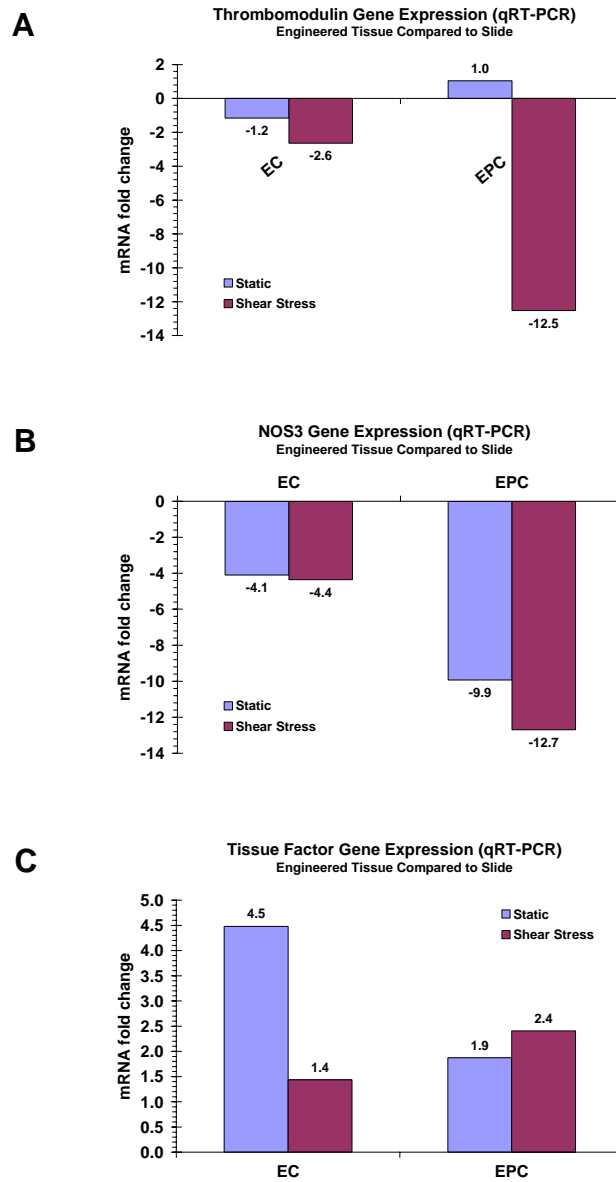 A
Thrombomodulin Gene Expression (qRT-PCR)
Engineered Tissue Compared to Slide
mRNA fold change
2
0
-2
-4
-6
-8
-10
-12
-14
1.0
-1.2
-2.6
-12.5
EC
EPC
Static
Shear Stress
B
NOS3 Gene Expression (qRT-PCR)
Engineered Tissue Compared to Slide
EC
EPC
mRNA fold change
0
-2
-4
-6
-8
-10
-12
-14
-4.1
-4.4
-9.9
-12.7
Static
Shear Stress
C
Tissue Factor Gene Expression (qRT-PCR)
Engineered Tissue Compared to Slide
mRNA fold change
5.0
4.5
4.0
3.5
3.0
2.5
2.0
1.5
1.0
0.5
0.0
4.5
1.4
1.9
2.4
Static
Shear Stress
EC
EPC